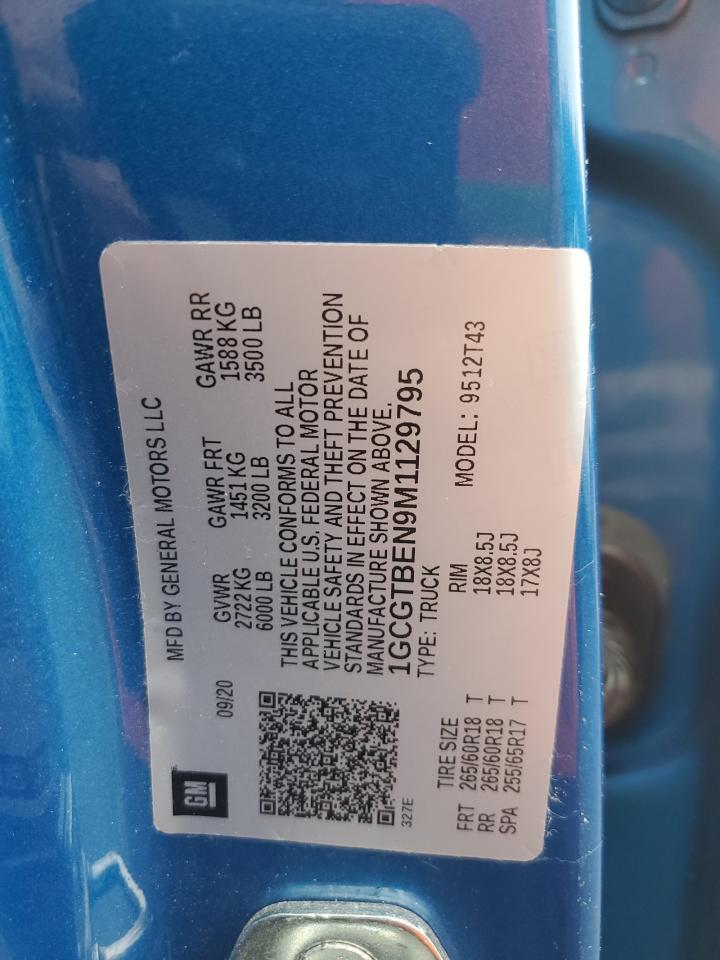 GM
MFD BY GENERAL MOTORS LLC
09/20
GVWR GAWR FRT GAWR RR
2722 KG 1451 KG 1588 KG
6000 LB 3200 LB 3500 LB
THIS VEHICLE CONFORMS TO ALL
APPLICABLE U.S. FEDERAL MOTOR
VEHICLE SAFETY AND THEFT PREVENTION
STANDARDS IN EFFECT ON THE DATE OF
MANUFACTURE SHOWN ABOVE.
1GCGTBEN9M1129795
327E
TYPE: TRUCK
MODEL: 9512T43
TIRE SIZE RIM
FRT 265/60R18 T 18X8.5J
RR 265/60R18 T 18X8.5J
SPA 255/65R17 T 17X8J